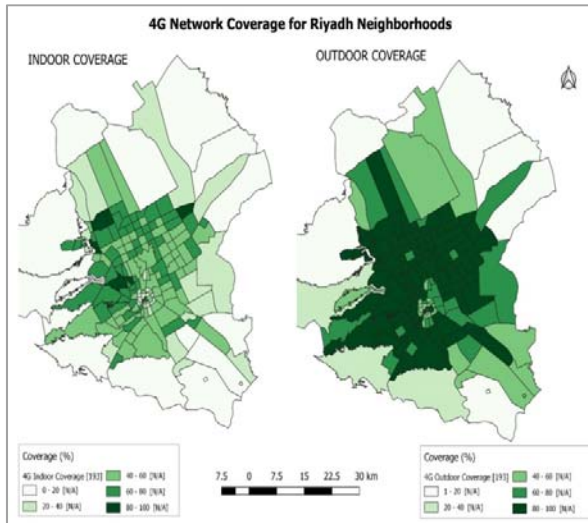 4G Network Coverage for Riyadh Neighborhoods
INDOOR COVERAGE
OUTDOOR COVERAGE
Coverage (%)
4G Indoor Coverage [193]
0 - 20 [N/A]
20 - 40 [N/A]
40 - 60 [N/A]
60 - 80 [N/A]
80 - 100 [N/A]
7.5 0 7.5 15 22.5 30 km
Coverage (%)
4G Outdoor Coverage [193]
1 - 20 [N/A]
20 - 40 [N/A]
40 - 60 [N/A]
60 - 80 [N/A]
80 - 100 [N/A]